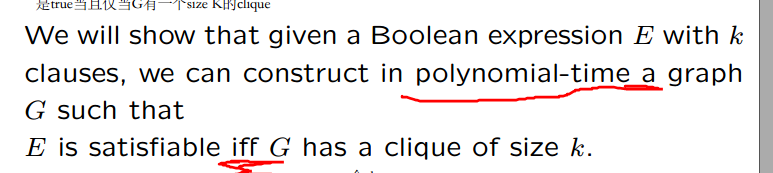 是true当且仅当G有一个size K的clique
We will show that given a Boolean expression E with k
clauses, we can construct in polynomial-time a graph
G such that
E is satisfiable iff G has a clique of size k.